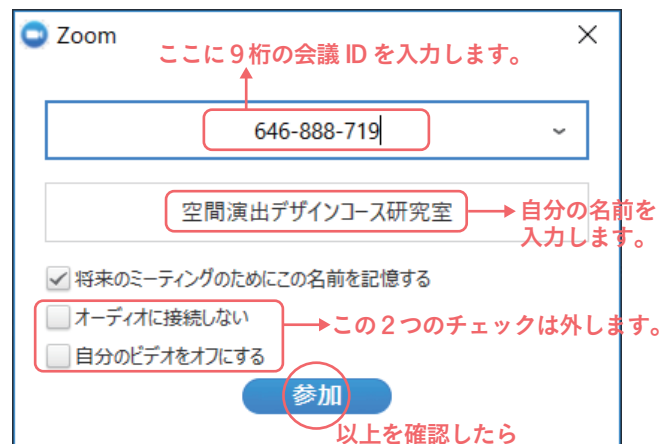 Zoom
ここに9桁の会議 ID を入力します。
646-888-719
空間演出デザインコース研究室
自分の名前を
入力します。
将来のミーティングのためにこの名前を記憶する
オーディオに接続しない
この2つのチェックは外します。
自分のビデオをオフにする
参加
以上を確認したら